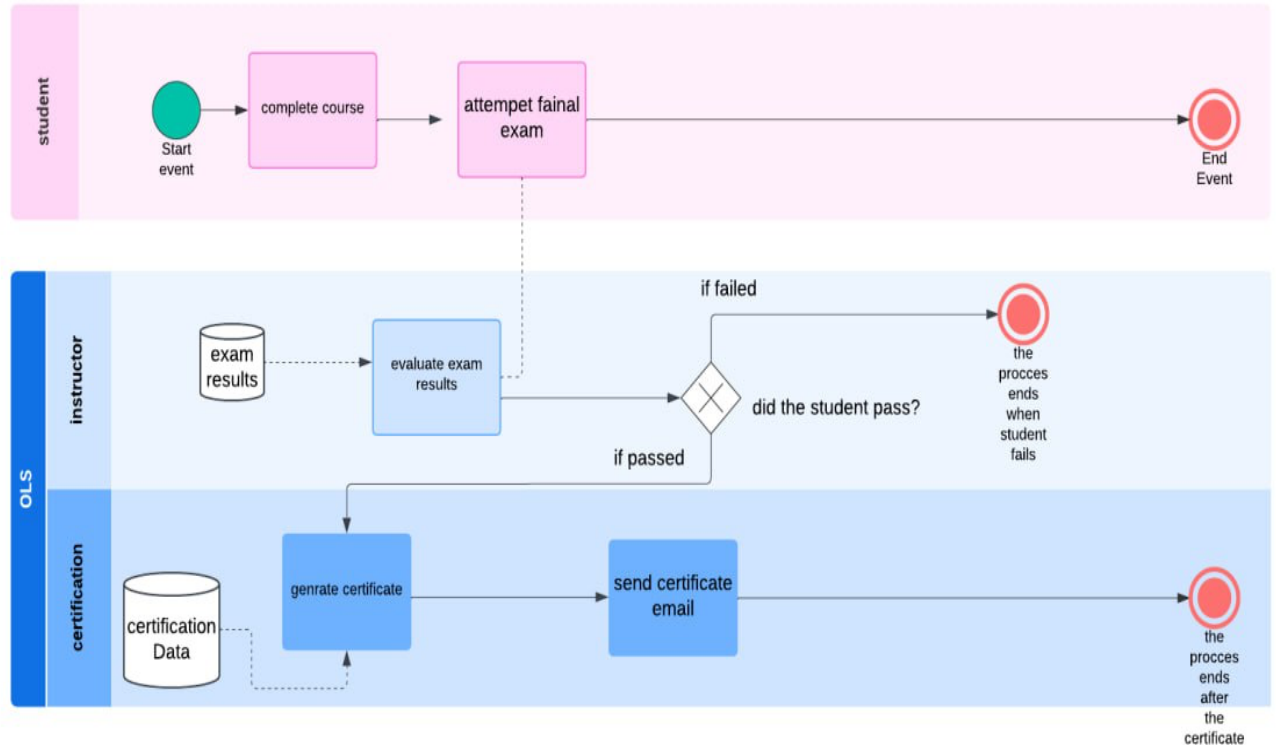 student
Start
event
complete course
attempet fainal
exam
End
Event
OLS
instructor
exam
results
evaluate exam
results
if failed
did the student pass?
if passed
the
procces
ends
when
student
fails
certification
certification
Data
genrate certificate
send certificate
email
the
procces
ends
after
the
certificate